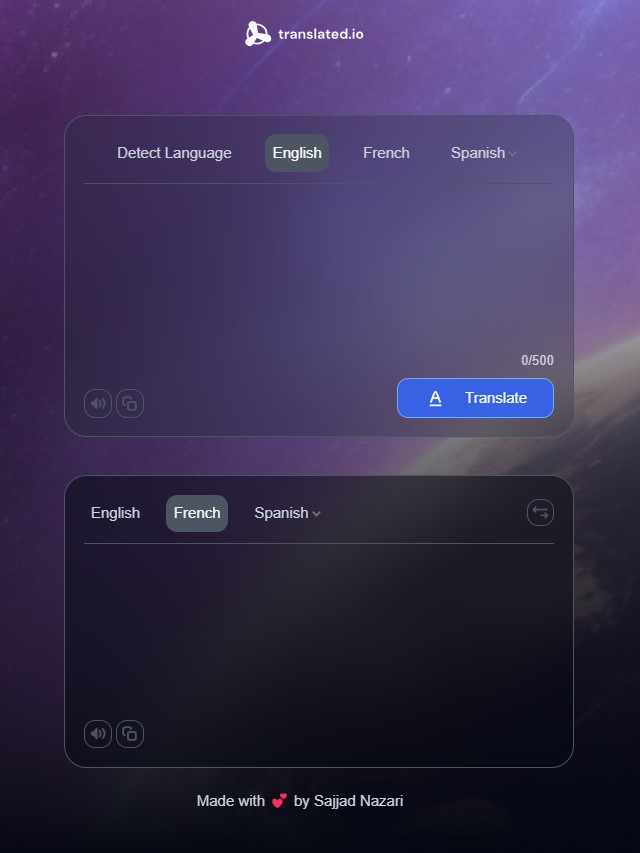 translated.io
Detect Language English French Spanish
0/500
A Translate
English French Spanish
Made with 💕 by Sajjad Nazari